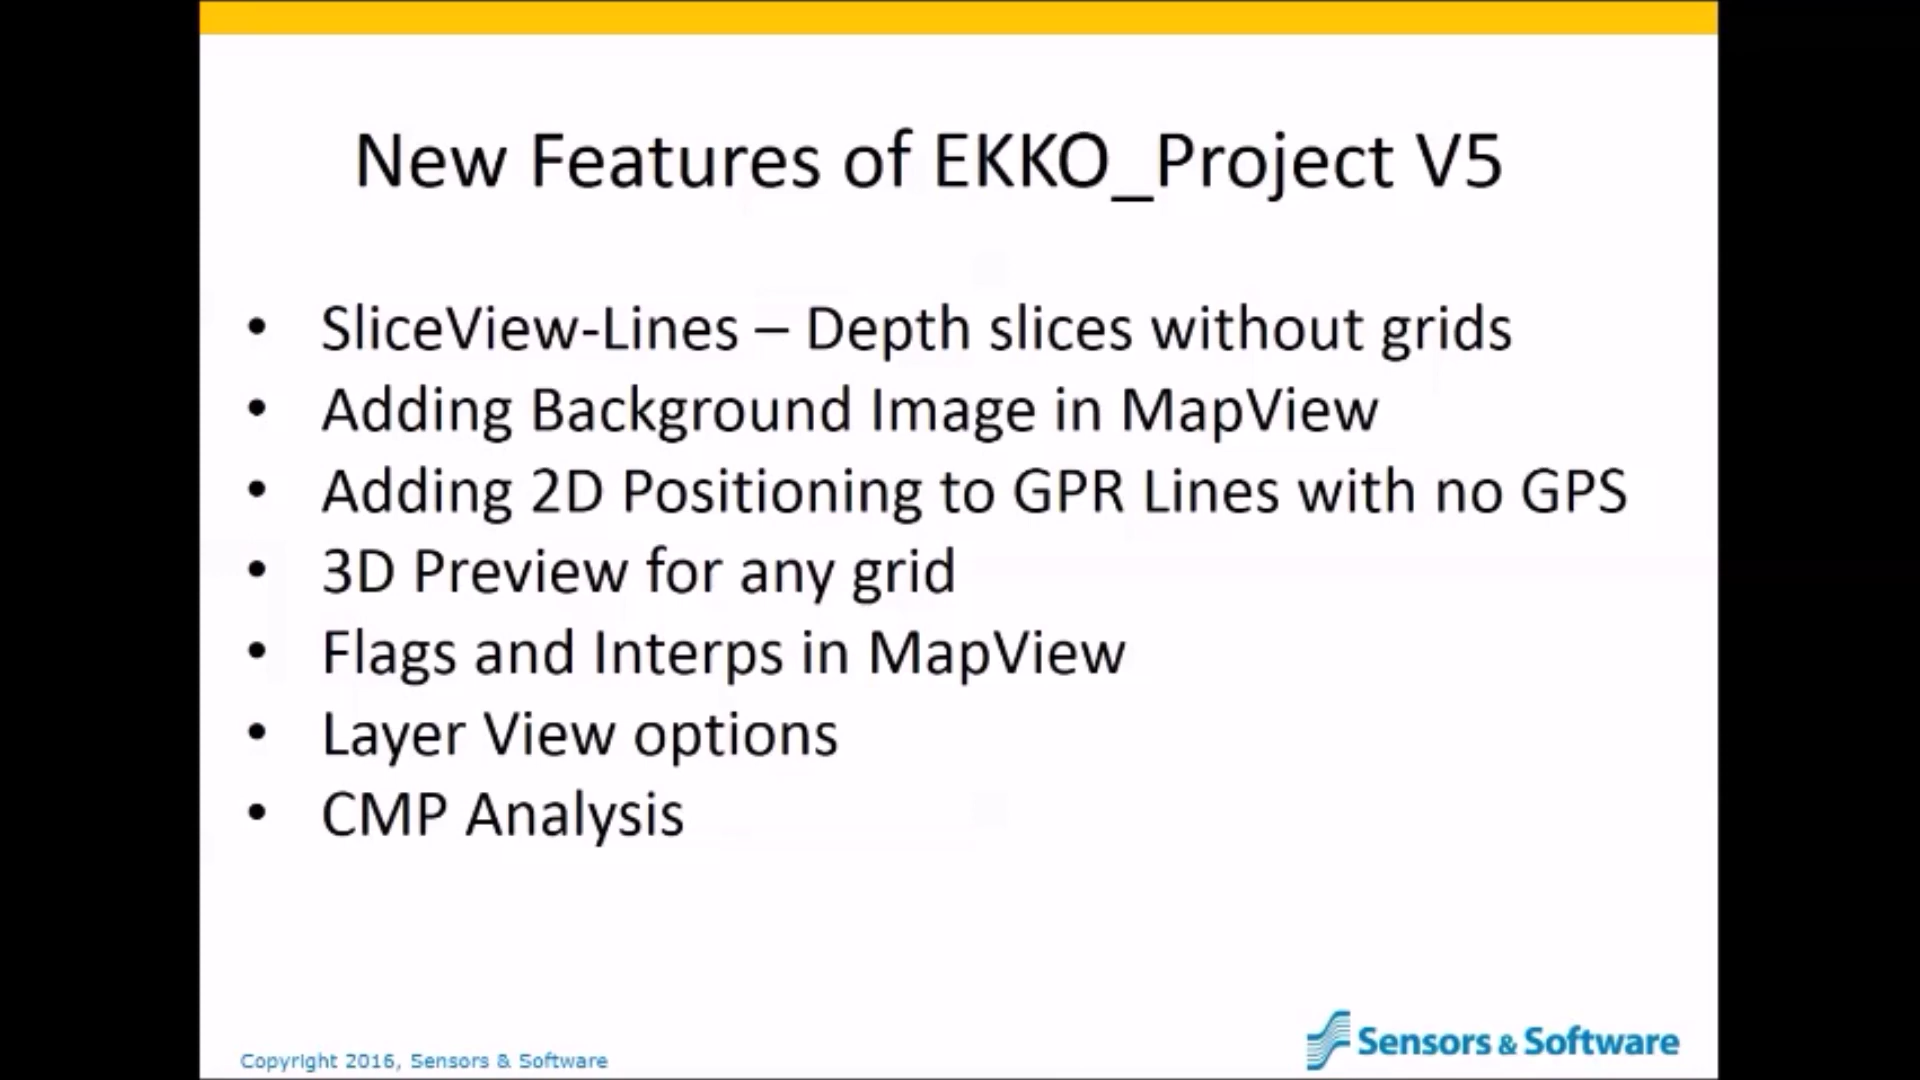 New Features of EKKO_Project V5
• SliceView-Lines – Depth slices without grids
• Adding Background Image in MapView
• Adding 2D Positioning to GPR Lines with no GPS
• 3D Preview for any grid
• Flags and Interps in MapView
• Layer View options
• CMP Analysis
Copyright 2016, Sensors & Software
Sensors & Software